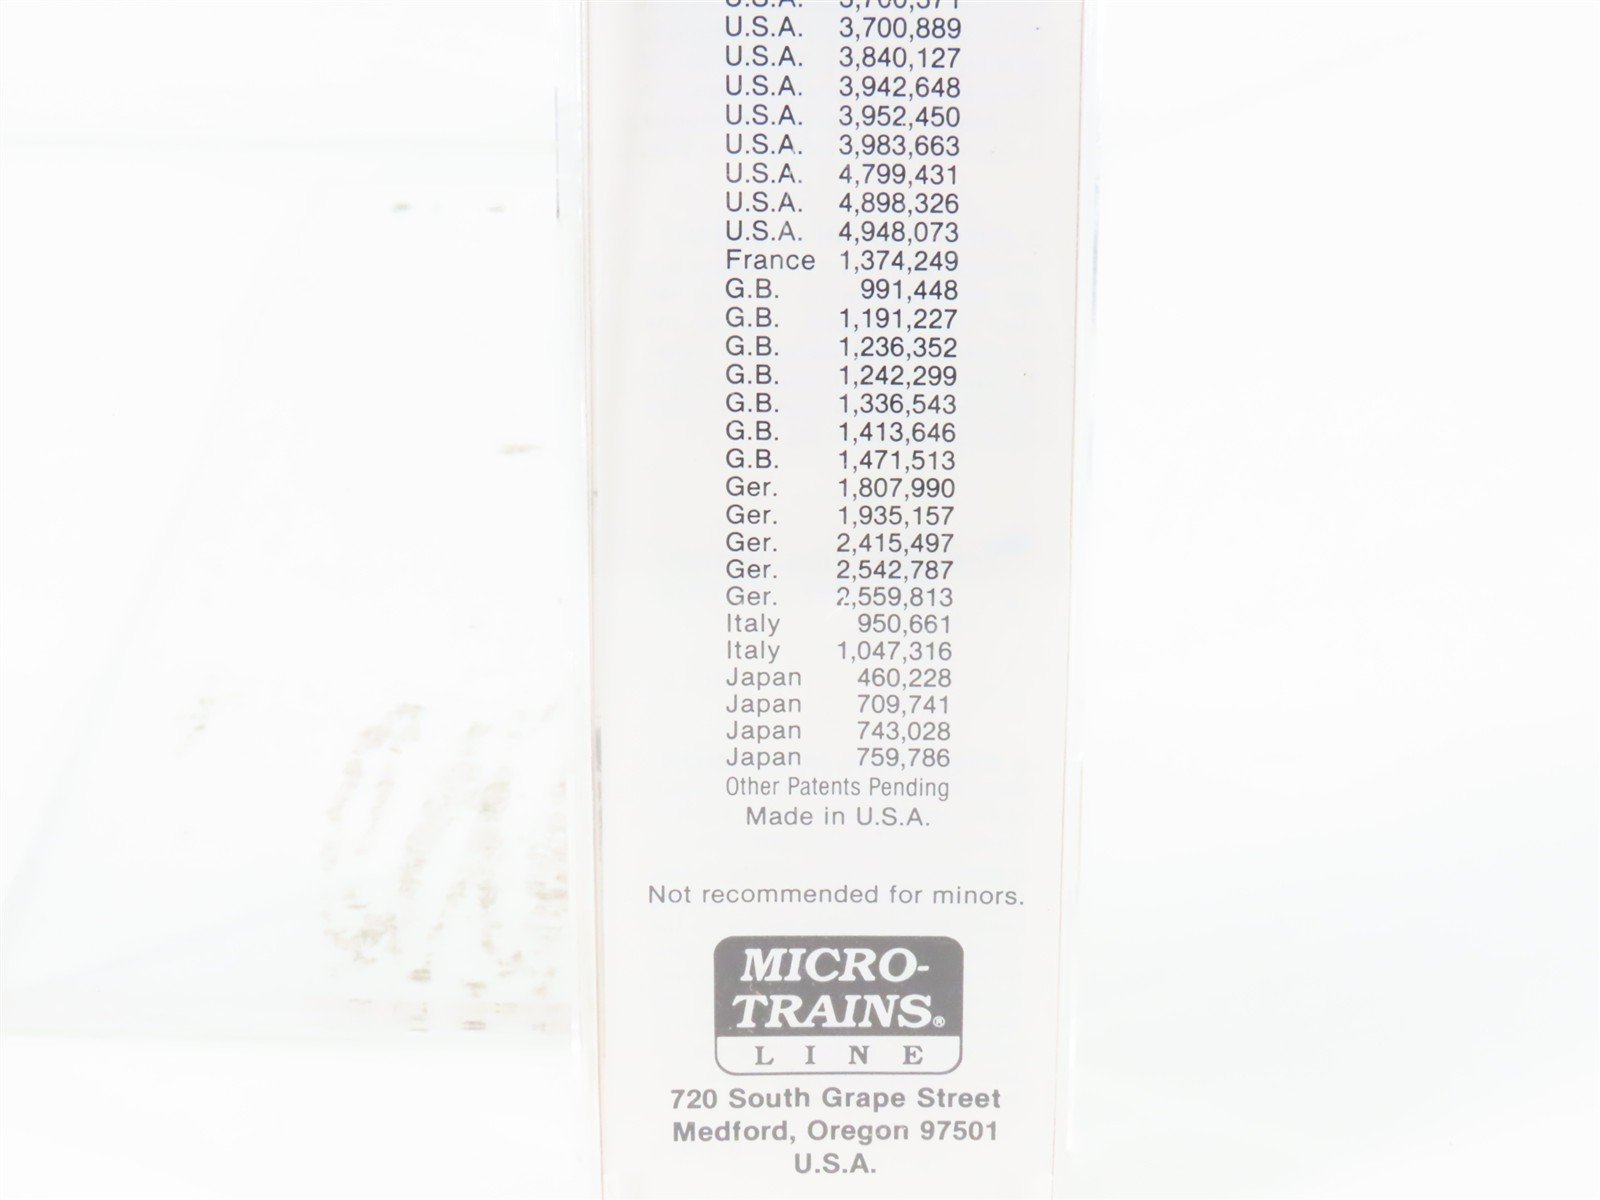 U.S.A. 3,700,371
U.S.A. 3,700,889
U.S.A. 3,840,127
U.S.A. 3,942,648
U.S.A. 3,952,450
U.S.A. 3,983,663
U.S.A. 4,799,431
U.S.A. 4,898,326
U.S.A. 4,948,073
France 1,374,249
G.B. 991,448
G.B. 1,191,227
G.B. 1,236,352
G.B. 1,242,299
G.B. 1,336,543
G.B. 1,413,646
G.B. 1,471,513
Ger. 1,807,990
Ger. 1,935,157
Ger. 2,415,497
Ger. 2,542,787
Ger. 2,559,813
Italy 950,661
Italy 1,047,316
Japan 460,228
Japan 709,741
Japan 743,028
Japan 759,786
Other Patents Pending
Made in U.S.A.
Not recommended for minors.
MICRO-
TRAINS®
LINE
720 South Grape Street
Medford, Oregon 97501
U.S.A.